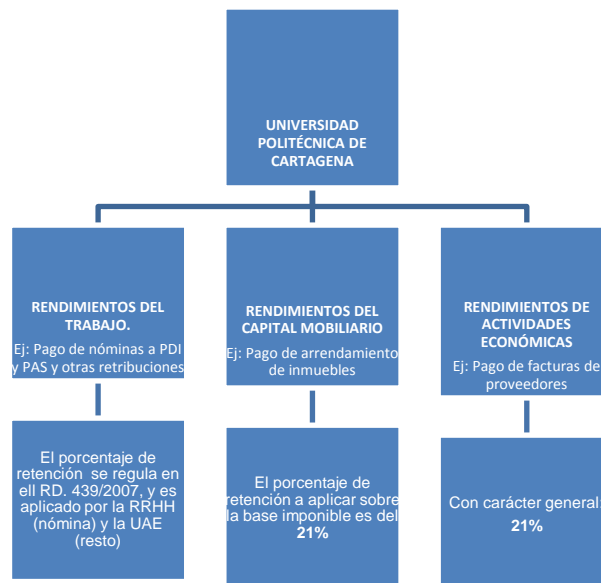 UNIVERSIDAD
POLITÉCNICA DE
CARTAGENA
RENDIMIENTOS DEL
TRABAJO.
Ej: Pago de nóminas a PDI
y PAS y otras retribuciones
RENDIMIENTOS DEL
CAPITAL MOBILIARIO
Ej: Pago de arrendamiento
de inmuebles
RENDIMIENTOS DE
ACTIVIDADES
ECONÓMICAS
Ej: Pago de facturas de
proveedores
El porcentaje de
retención se regula en
ell RD. 439/2007, y es
aplicado por la RRHH
(nómina) y la UAE
(resto)
El porcentaje de
retención a aplicar sobre
la base imponible es del
21%
Con carácter general:
21%